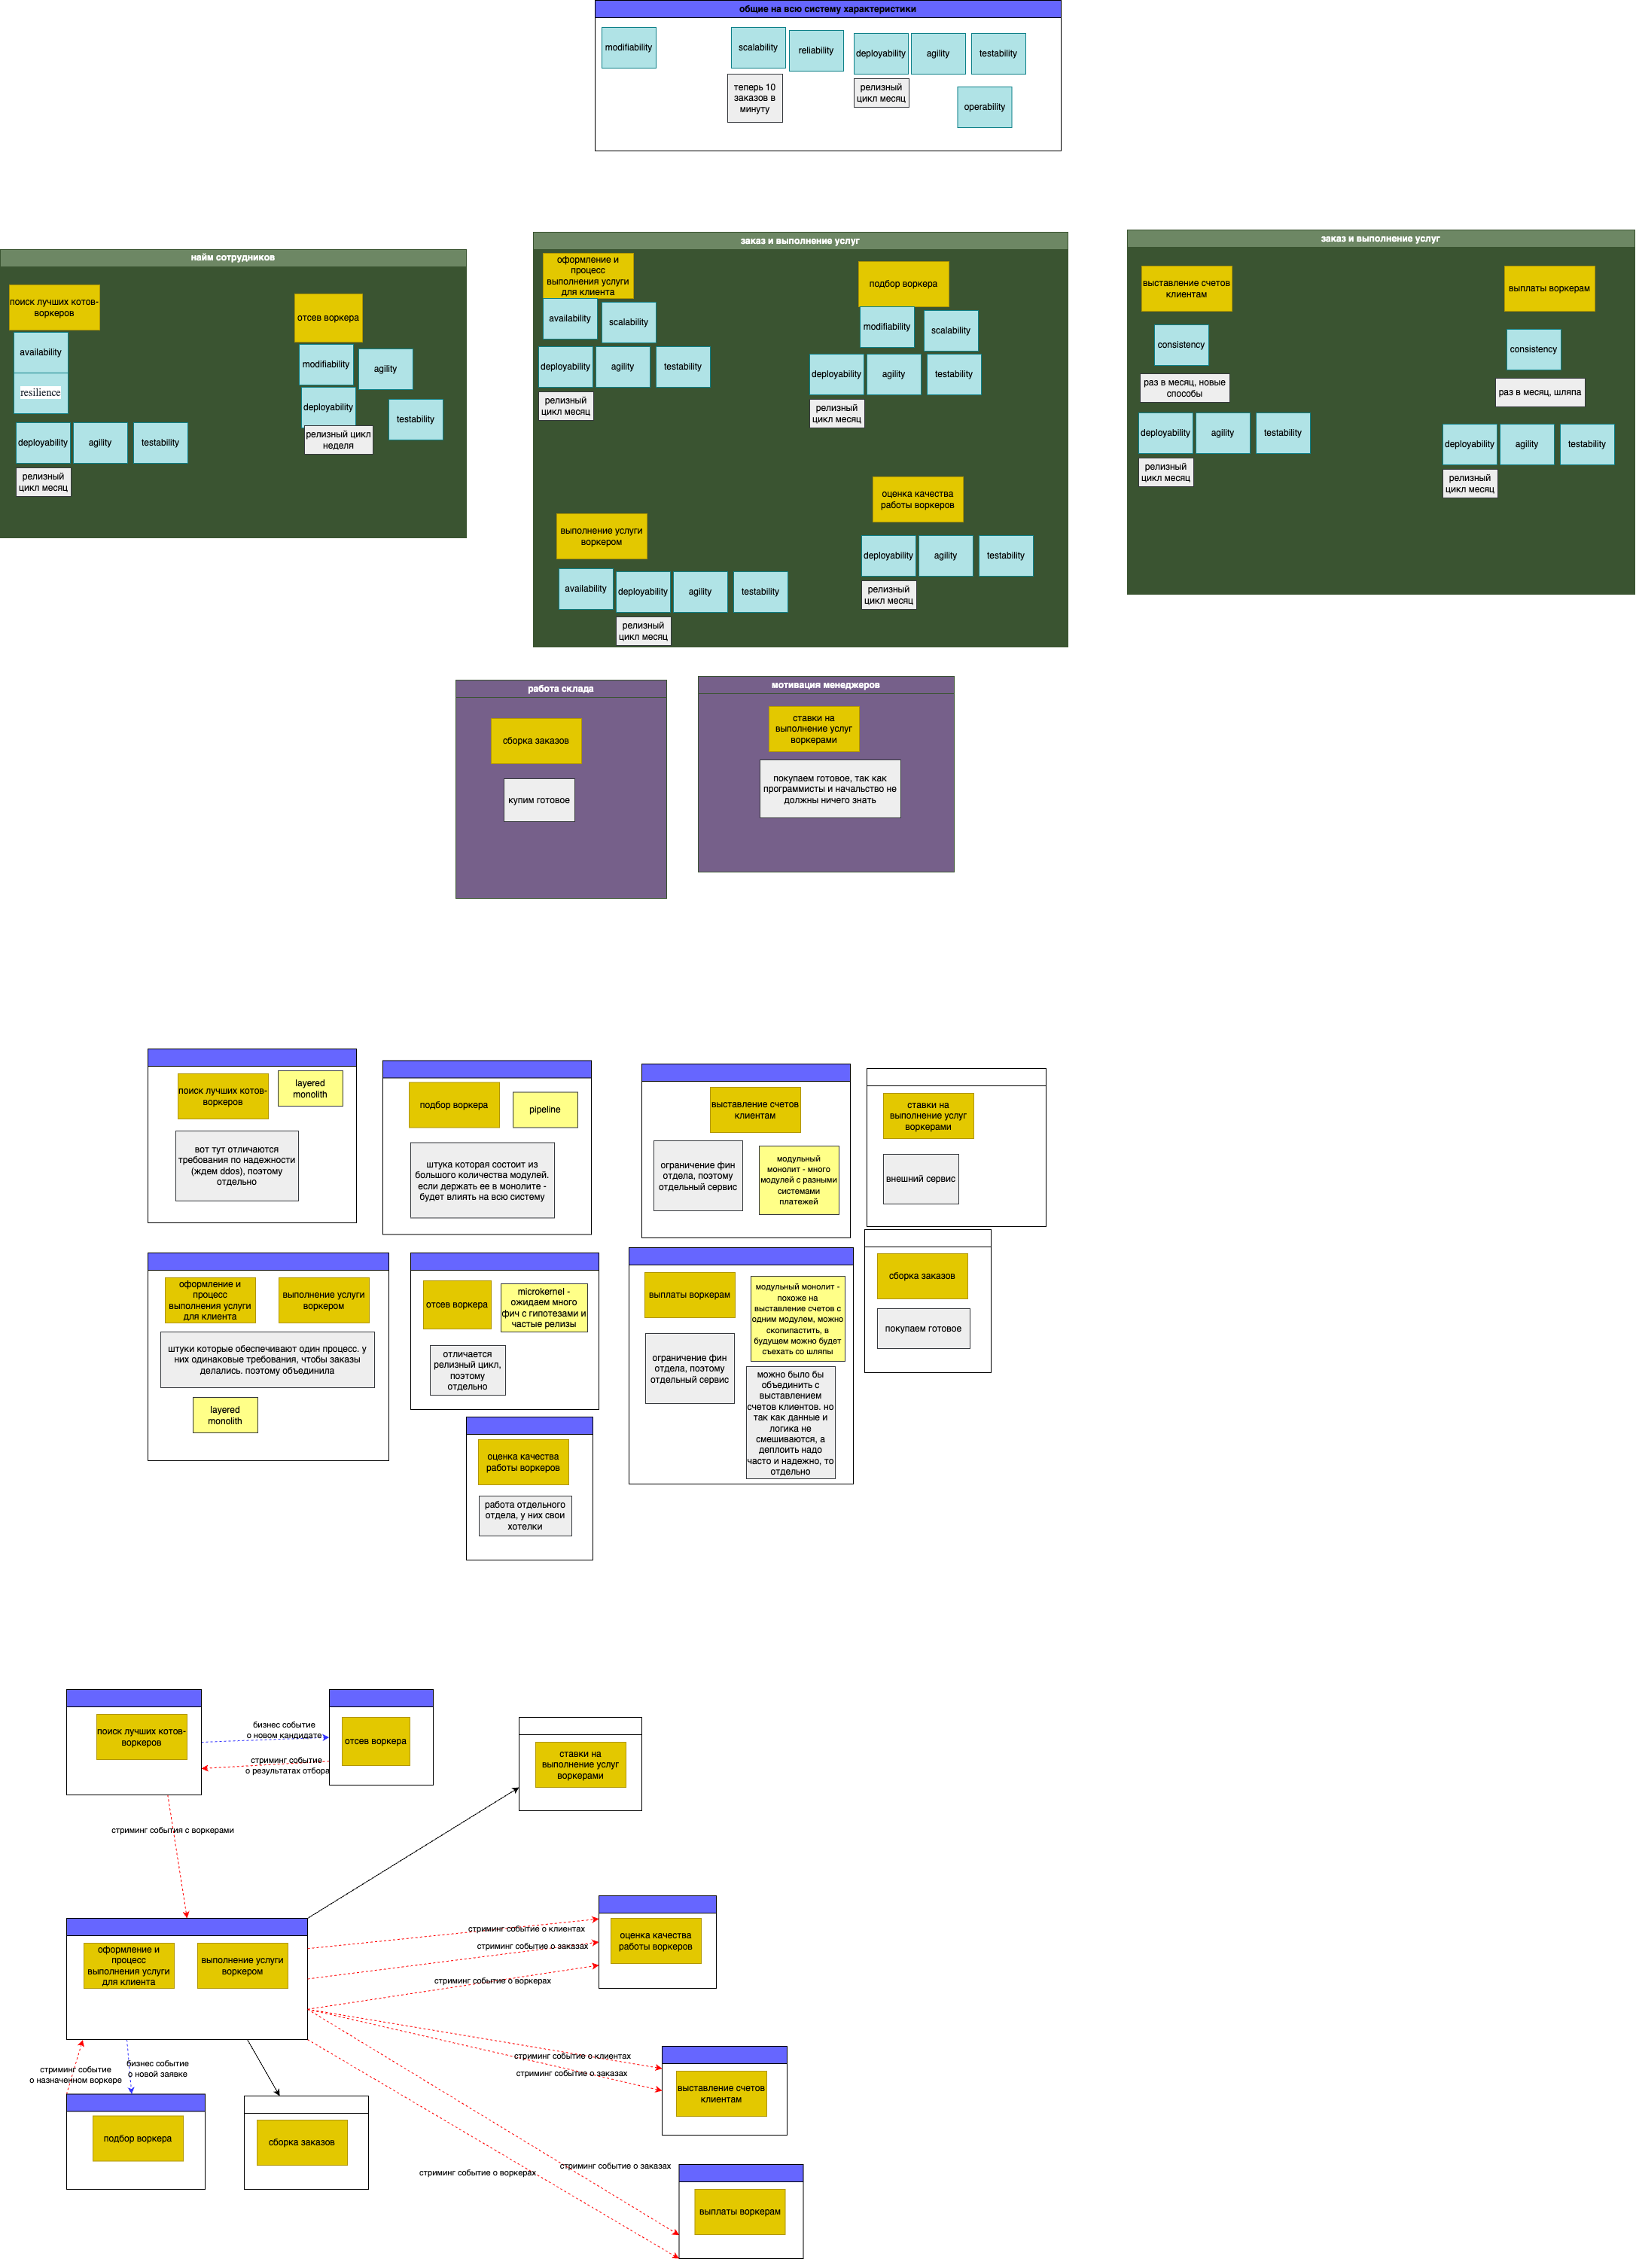 общие на всю систему характеристики
modifiability
scalability
reliability
deployability
agility
testability
теперь 10
заказов в
минуту
релизный
цикл месяц
operability
найм сотрудников
поиск лучших котов-
воркеров
availability
resilience
deployability
agility
testability
релизный
цикл месяц
отсев воркера
modifiability
agility
deployability
testability
релизный цикл
неделя
заказ и выполнение услуг
оформление и
процесс
выполнения услуги
для клиента
availability
scalability
deployability
agility
testability
релизный
цикл месяц
подбор воркера
modifiability
scalability
deployability
agility
testability
релизный
цикл месяц
выполнение услуги
воркером
availability
deployability
agility
testability
релизный
цикл месяц
оценка качества
работы воркеров
deployability
agility
testability
релизный
цикл месяц
заказ и выполнение услуг
выставление счетов
клиентам
consistency
раз в месяц, новые
способы
deployability
agility
testability
релизный
цикл месяц
выплаты воркерам
consistency
раз в месяц, шляпа
deployability
agility
testability
релизный
цикл месяц
работа склада
сборка заказов
купим готовое
мотивация менеджеров
ставки на
выполнение услуг
воркерами
покупаем готовое, так как
программисты и начальство не
должны ничего знать
поиск лучших котов-
воркеров
layered
monolith
вот тут отличаются
требования по надежности
(ждем ddos), поэтому
отдельно
подбор воркера
pipeline
штука которая состоит из
большого количества модулей.
если держать ее в монолите -
будет влиять на всю систему
выставление счетов
клиентам
ограничение фин
отдела, поэтому
отдельный сервис
модульный
монолит - много
модулей с разными
системами
платежей
ставки на
выполнение услуг
воркерами
внешний сервис
оформление и
процесс
выполнения услуги
для клиента
выполнение услуги
воркером
штуки которые обеспечивают один процесс. у
них одинаковые требования, чтобы заказы
делались. поэтому объединила
layered
monolith
отсев воркера
microkernel -
ожидаем много
фич с гипотезами и
частые релизы
отличается
релизный цикл,
поэтому
отдельно
выплаты воркерам
модульный монолит -
похоже на
выставление счетов с
одним модулем, можно
скопипастить, в
будущем можно будет
съехать со шляпы
ограничение фин
отдела, поэтому
отдельный сервис
можно было бы
объединить с
выставлением
счетов клиентов. но
так как данные и
логика не
смешиваются, а
деплоить надо
часто и надежно, то
отдельно
сборка заказов
покупаем готовое
оценка качества
работы воркеров
работа отдельного
отдела, у них свои
хотелки
поиск лучших котов-
воркеров
бизнес событие
о новом кандидате
стриминг событие
о результатах отбора
отсев воркера
ставки на
выполнение услуг
воркерами
стриминг события с воркерами
оформление и
процесс
выполнения услуги
для клиента
выполнение услуги
воркером
стриминг событие о клиентах
стриминг событие о заказах
стриминг событие о воркерах
оценка качества
работы воркеров
стриминг событие о клиентах
стриминг событие о заказах
выставление счетов
клиентам
стриминг событие
о назначеном воркере
бизнес событие
о новой заявке
подбор воркера
сборка заказов
стриминг событие о заказах
стриминг событие о воркерах
выплаты воркерам